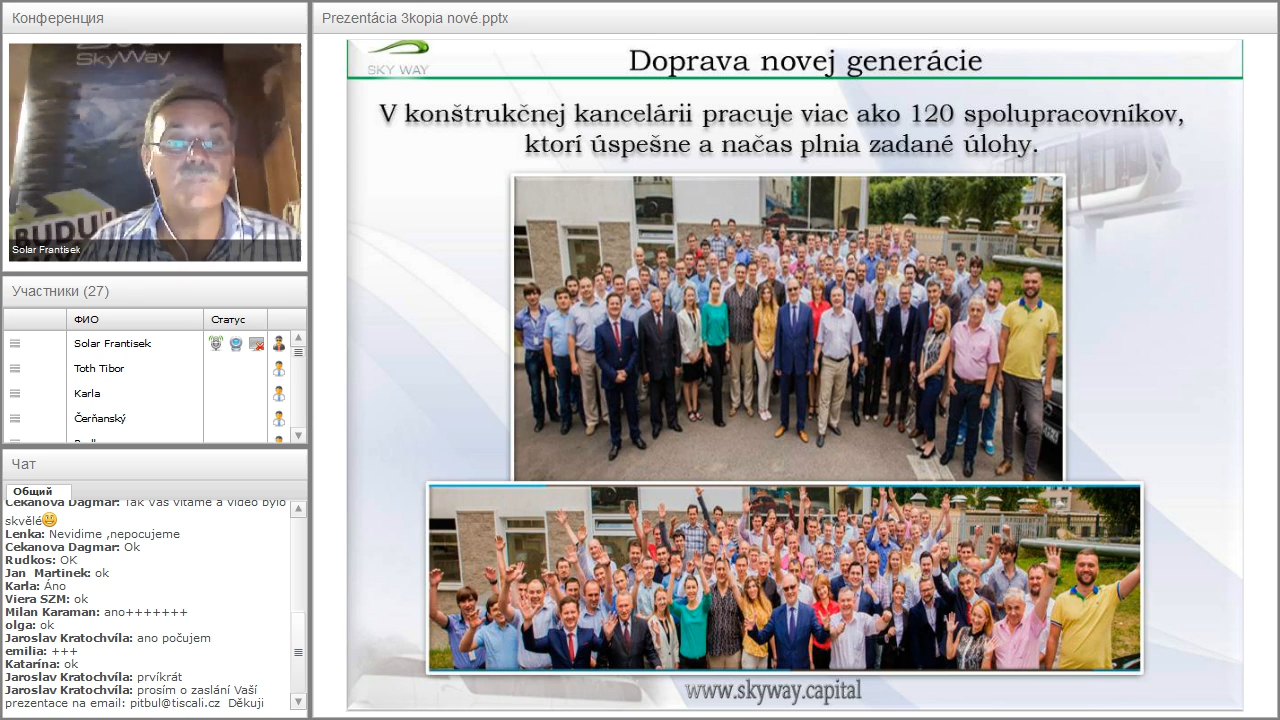 Конференция
SkyWay
BUDUJ
Solar Frantisek
Участники (27)
ФИО
Статус
Solar Frantisek
Toth Tibor
Karla
Čerňanský
Чат
Общий
Cekanova Dagmar: Tak Vás vítáme a video bylo
skvělé
Lenka: Nevidime ,nepocujeme
Cekanova Dagmar: Ok
Rudkos: OK
Jan Martinek: ok
Karla: Áno
Viera SZM: ok
Milan Karaman: ano+++++++
olga: ok
Jaroslav Kratochvíla: ano počujem
emilia: +++
Katarína: ok
Jaroslav Kratochvíla: prvíkrát
Jaroslav Kratochvíla: prosím o zaslání Vaší
prezentace na email: pitbul@tiscali.cz Děkuji
Prezentácia 3kopia nové.pptx
SKY WAY
Doprava novej generácie
V konštrukčnej kancelárii pracuje viac ako 120 spolupracovníkov,
ktorí úspešne a načas plnia zadané úlohy.
www.skyway.capital